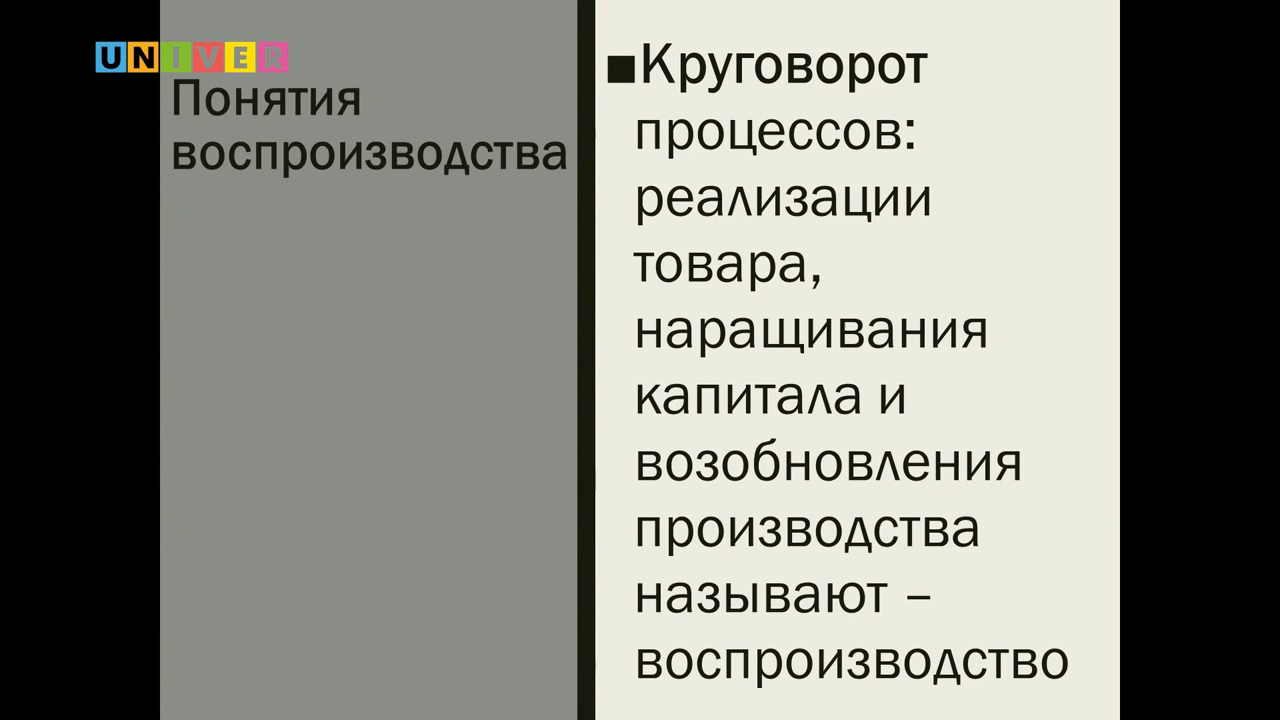 UNIVER
Понятия
воспроизводства
■Круговорот
процессов:
реализации
товара,
наращивания
капитала и
возобновления
производства
называют –
воспроизводство